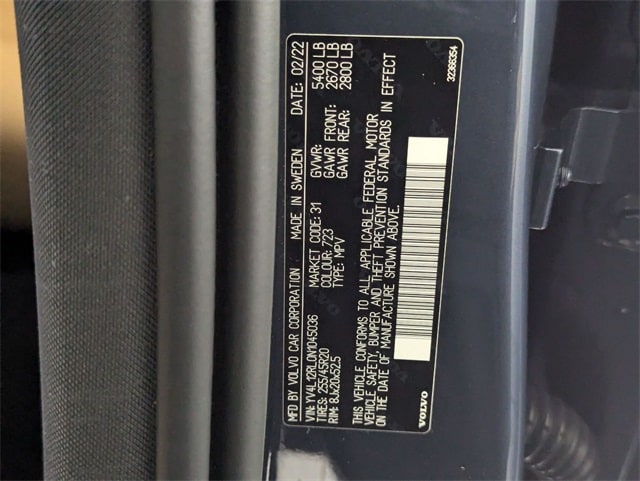 MFD BY VOLVO CAR CORPORATION MADE IN SWEDEN DATE: 02/22
VIN: YV4L12RL0N1045036
TIRES: 255/45R20
RIM: 8Jx20x52.5
MARKET CODE: 31
COLOUR: 723
TYPE: MPV
GVWR: 5400 LB
GAWR FRONT: 2670 LB
GAWR REAR: 2800 LB
THIS VEHICLE CONFORMS TO ALL APPLICABLE FEDERAL MOTOR
VEHICLE SAFETY, BUMPER AND THEFT PREVENTION STANDARDS IN EFFECT
ON THE DATE OF MANUFACTURE SHOWN ABOVE.
VOLVO
32366354